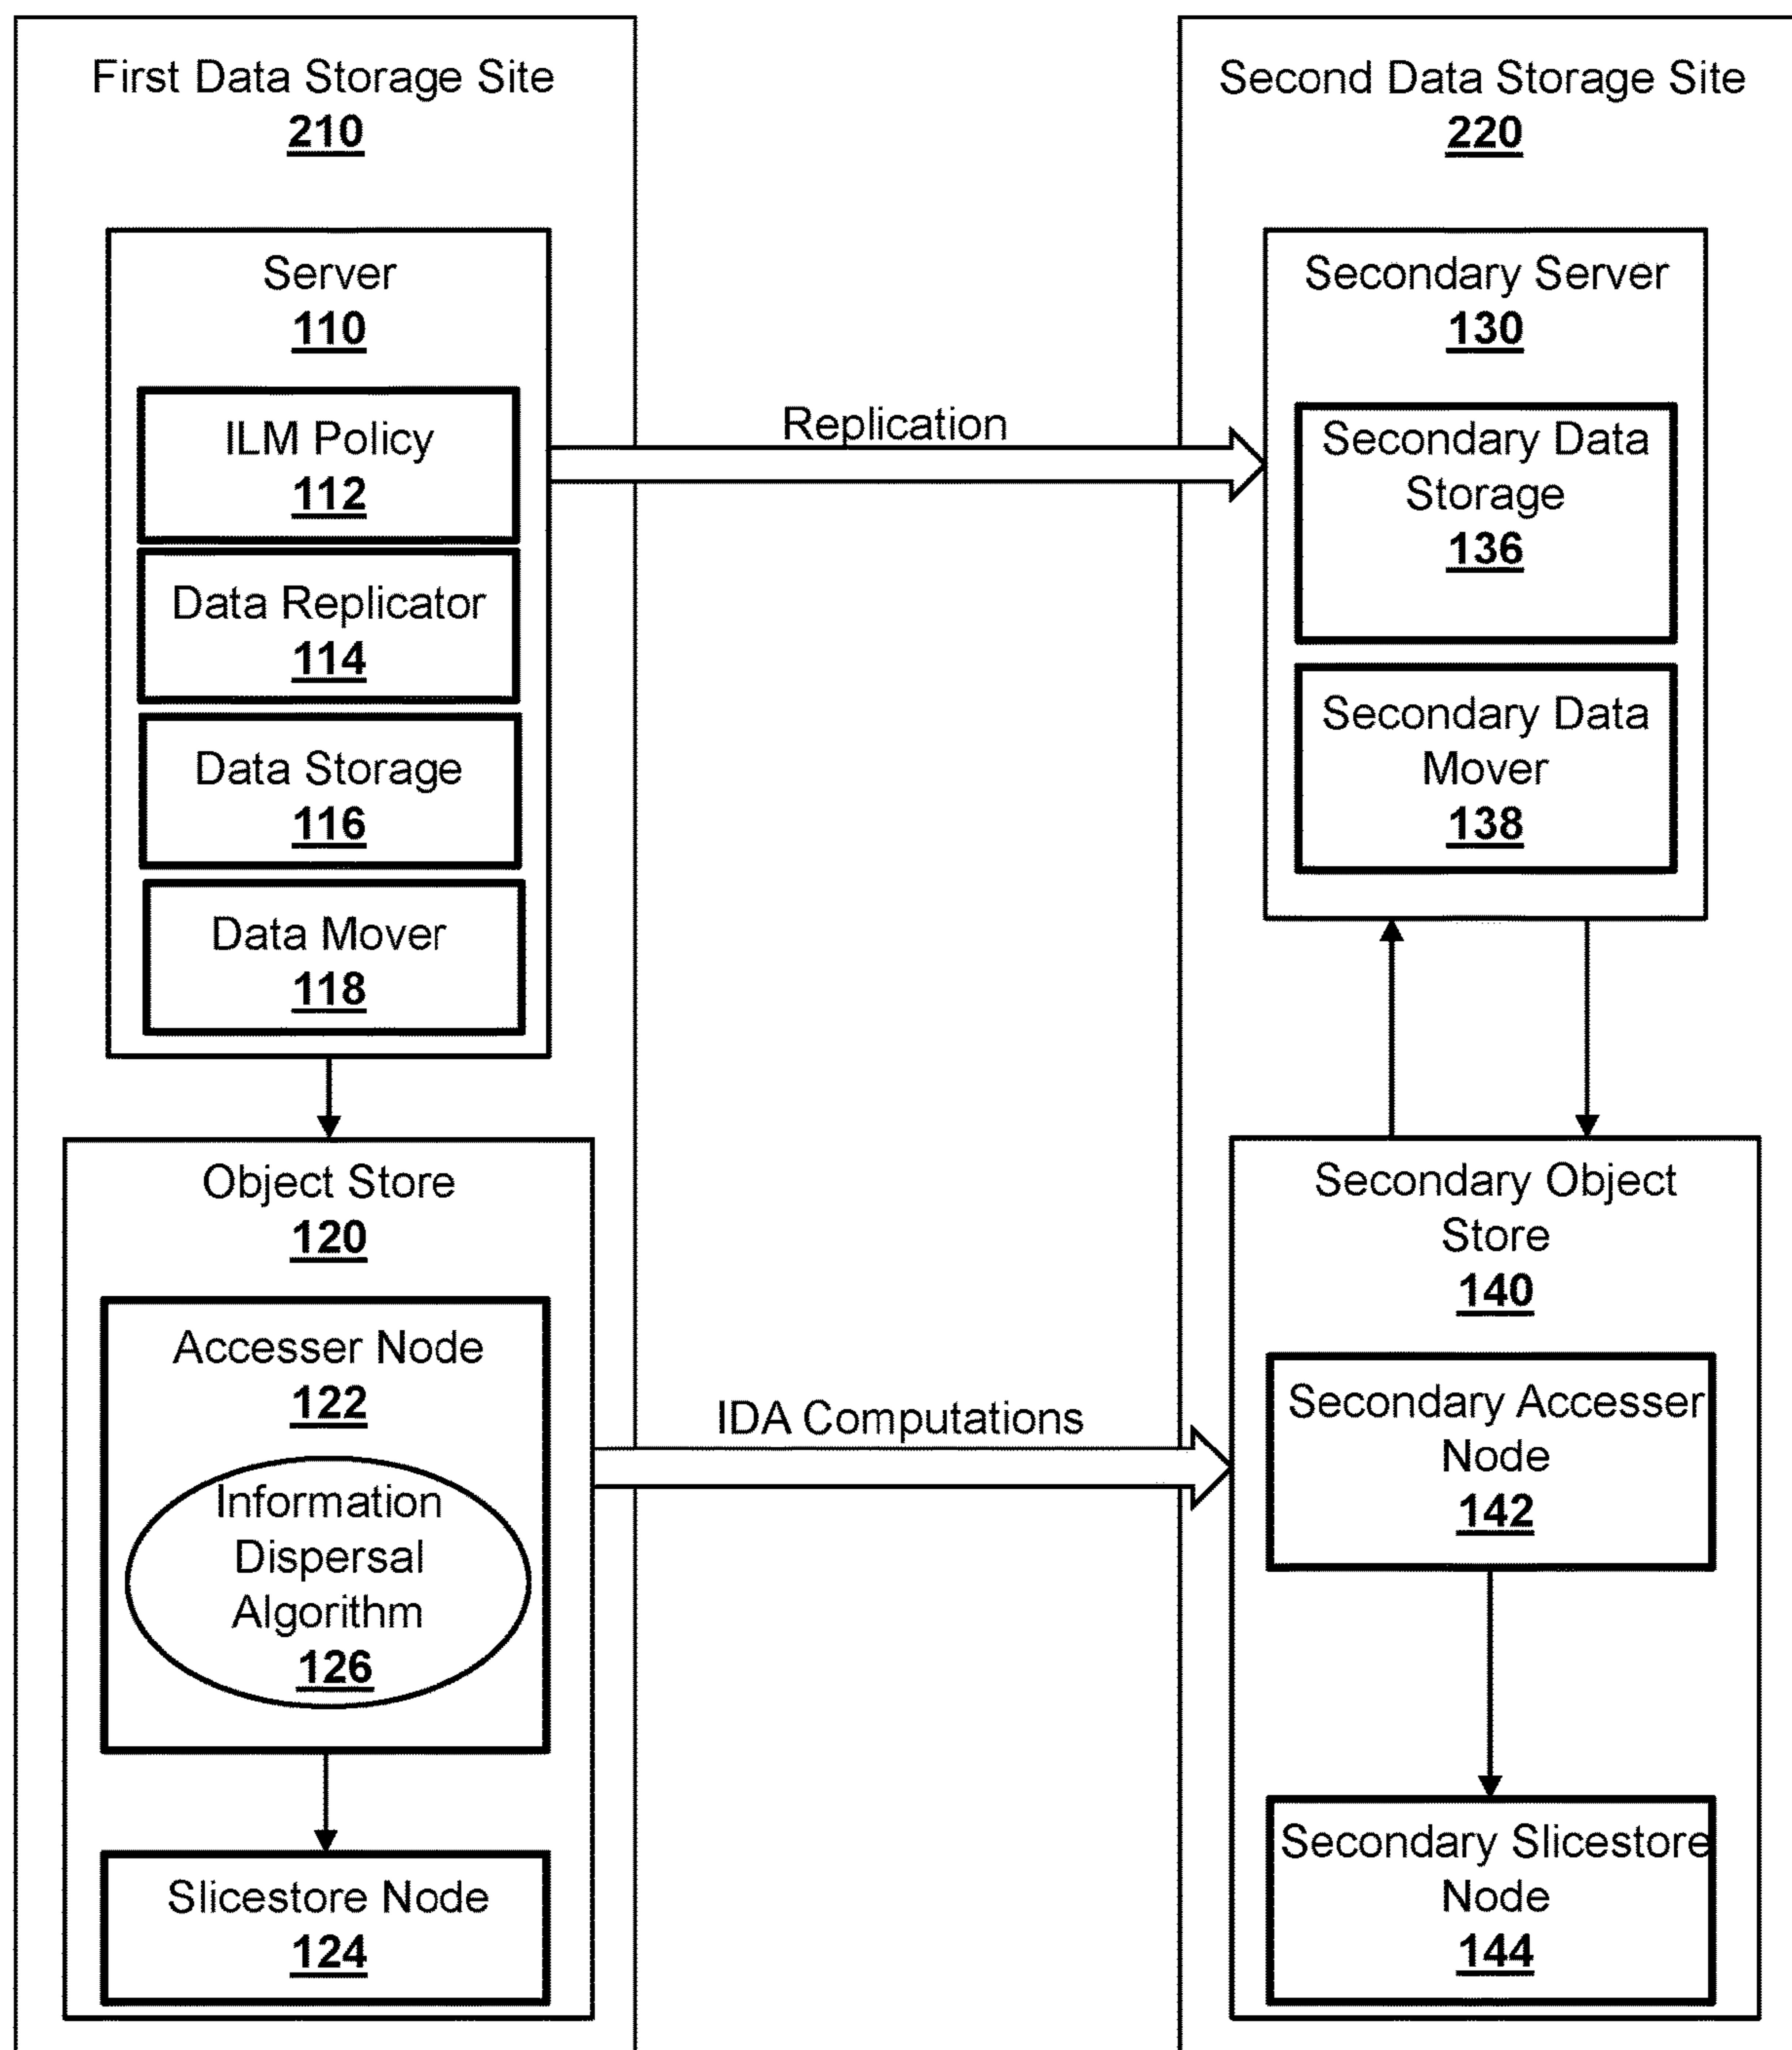 First Data Storage Site
210
Server
110
ILM Policy
112
Data Replicator
114
Data Storage
116
Data Mover
118
Object Store
120
Accesser Node
122
Information
Dispersal
Algorithm
126
Slicestore Node
124
Replication
IDA Computations
Second Data Storage Site
220
Secondary Server
130
Secondary Data
Storage
136
Secondary Data
Mover
138
Secondary Object
Store
140
Secondary Accesser
Node
142
Secondary Slicestore
Node
144